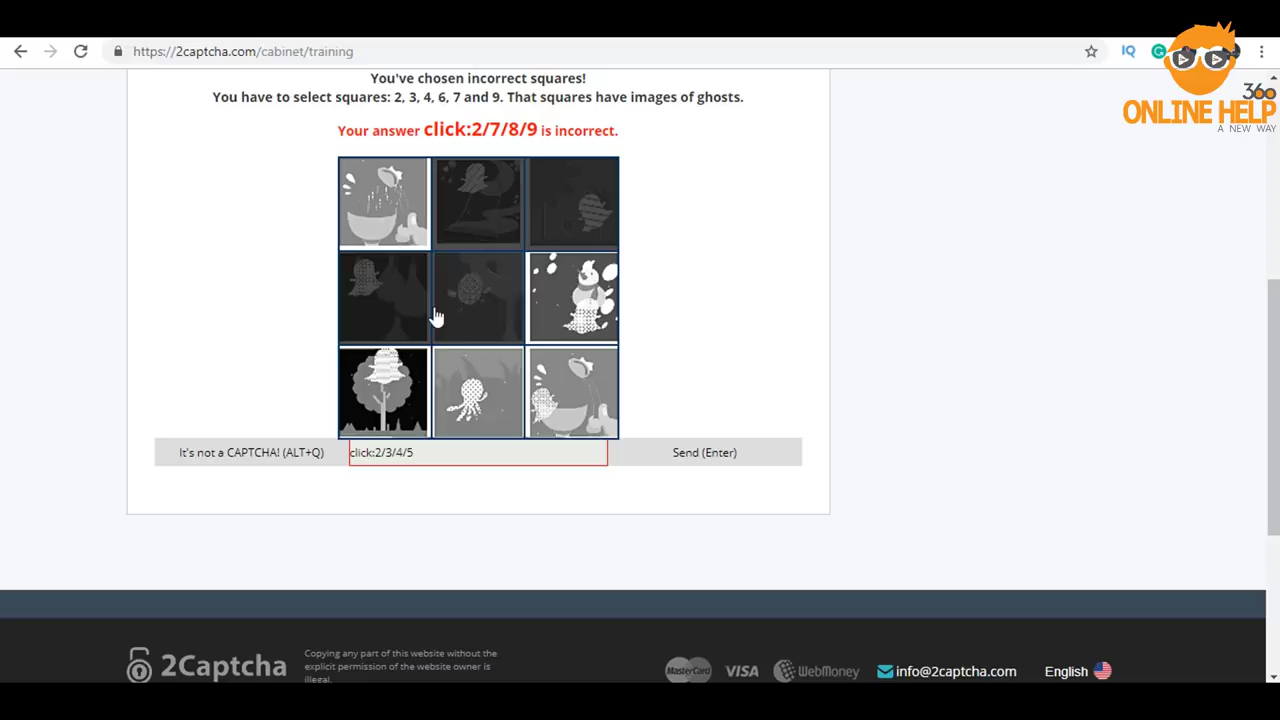 https://2captcha.com/cabinet/training
IQ
360
ONLINE HELP
A NEW WAY
You've chosen incorrect squares!
You have to select squares: 2, 3, 4, 6, 7 and 9. That squares have images of ghosts.
Your answer click:2/7/8/9 is incorrect.
It's not a CAPTCHA! (ALT+Q)
click:2/3/4/5
Send (Enter)
2Captcha
Copying any part of this website without the
explicit permission of the website owner is
illegal.
MasterCard
VISA
WebMoney
info@2captcha.com
English